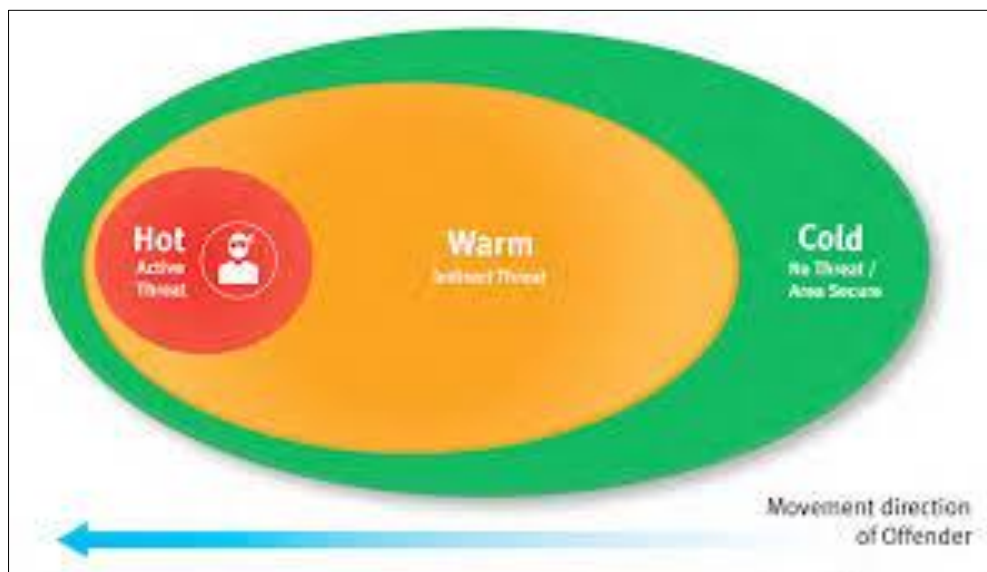 Hot
Active
Threat
Warm
Indirect Threat
Cold
No Threat /
Area Secure
Movement direction
of Offender